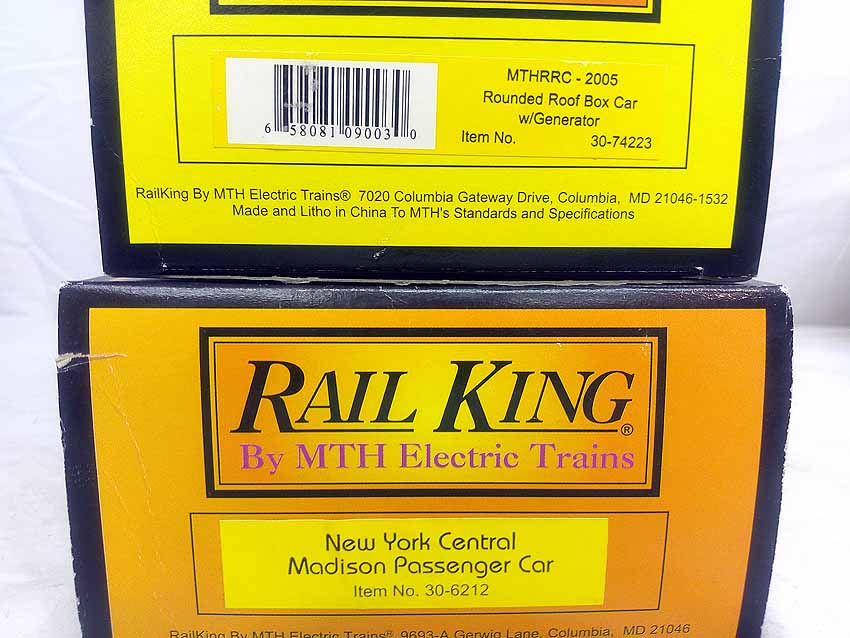 MTHRRC - 2005
Rounded Roof Box Car
w/Generator
Item No. 30-74223
6 58081 09003 0
RailKing By MTH Electric Trains® 7020 Columbia Gateway Drive, Columbia, MD 21046-1532
Made and Litho in China To MTH's Standards and Specifications
RAIL KING®
By MTH Electric Trains
New York Central
Madison Passenger Car
Item No. 30-6212
RailKing By MTH Electric Trains® 9693-A Gerwig Lane, Columbia, MD 21046